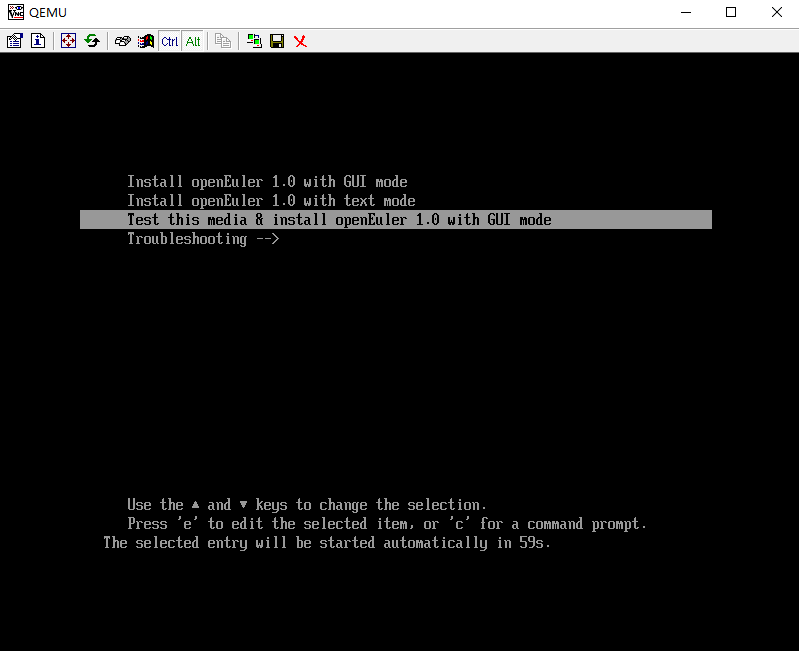 QEMU
Ctrl Alt
Install openEuler 1.0 with GUI mode
Install openEuler 1.0 with text mode
Test this media & install openEuler 1.0 with GUI mode
Troubleshooting -->
Use the ▲ and ▼ keys to change the selection.
Press 'e' to edit the selected item, or 'c' for a command prompt.
The selected entry will be started automatically in 59s.